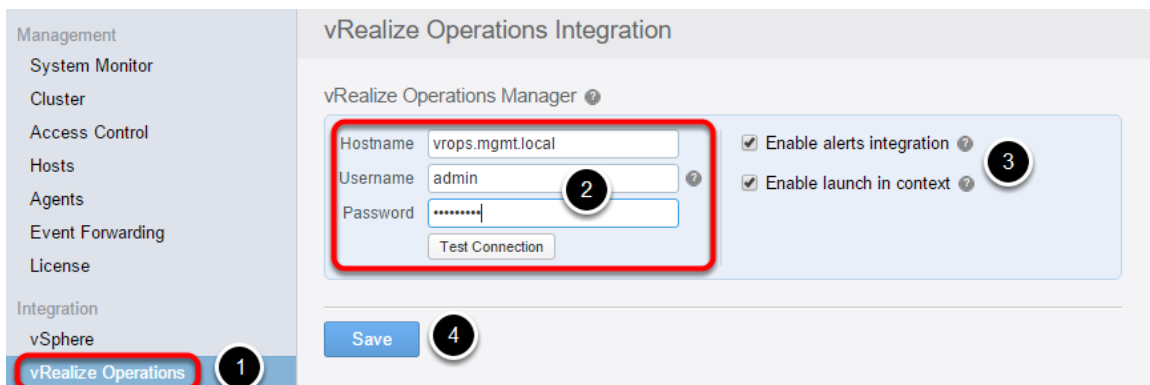 Management
System Monitor
Cluster
Access Control
Hosts
Agents
Event Forwarding
License
Integration
vSphere
vRealize Operations
1
vRealize Operations Integration
vRealize Operations Manager ?
Hostname vrops.mgmt.local
Username admin ?
Password •••••••••
2
Test Connection
Enable alerts integration ?
Enable launch in context ?
3
Save
4